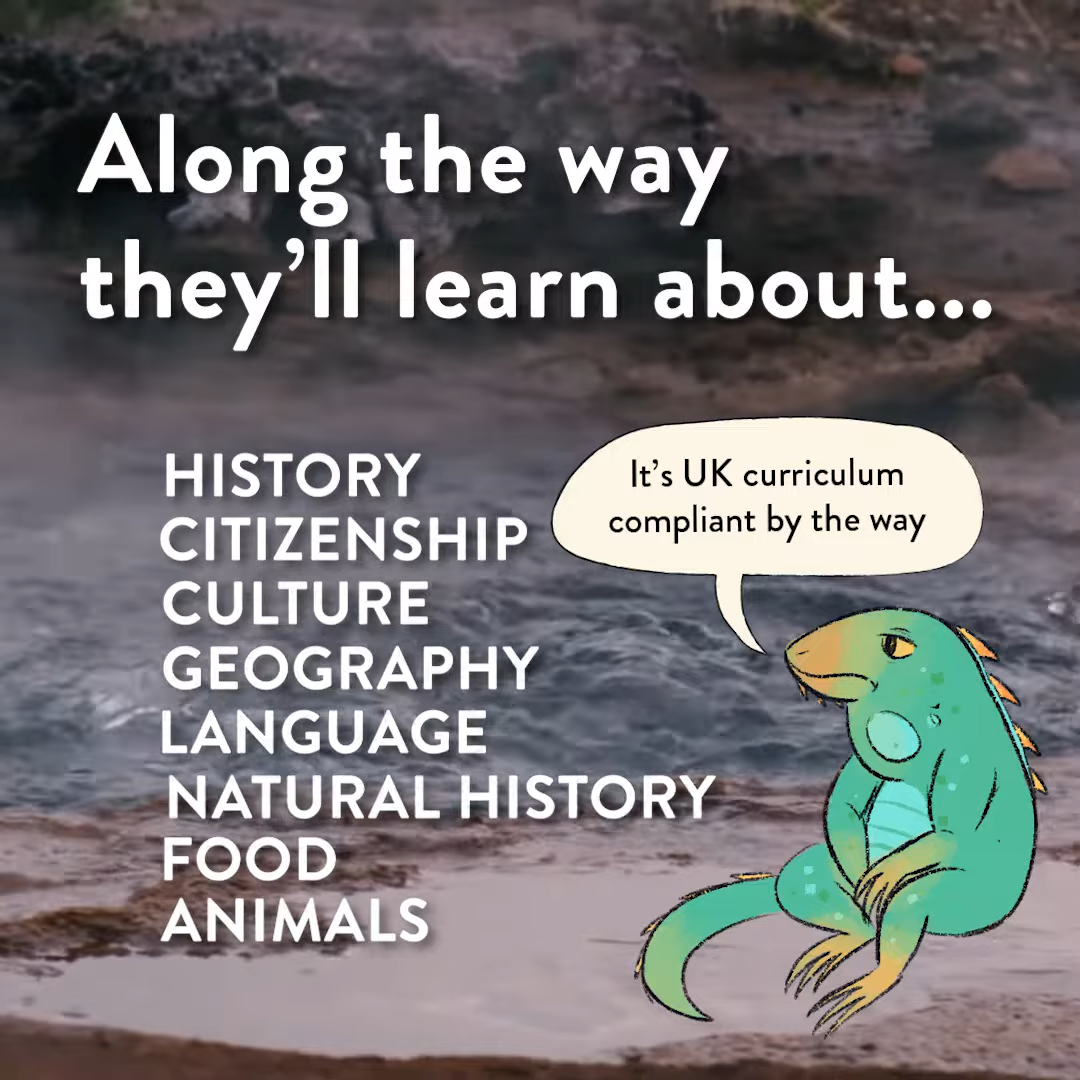 Along the way
they’ll learn about...
HISTORY
CITIZENSHIP
CULTURE
GEOGRAPHY
LANGUAGE
NATURAL HISTORY
FOOD
ANIMALS
It’s UK curriculum
compliant by the way